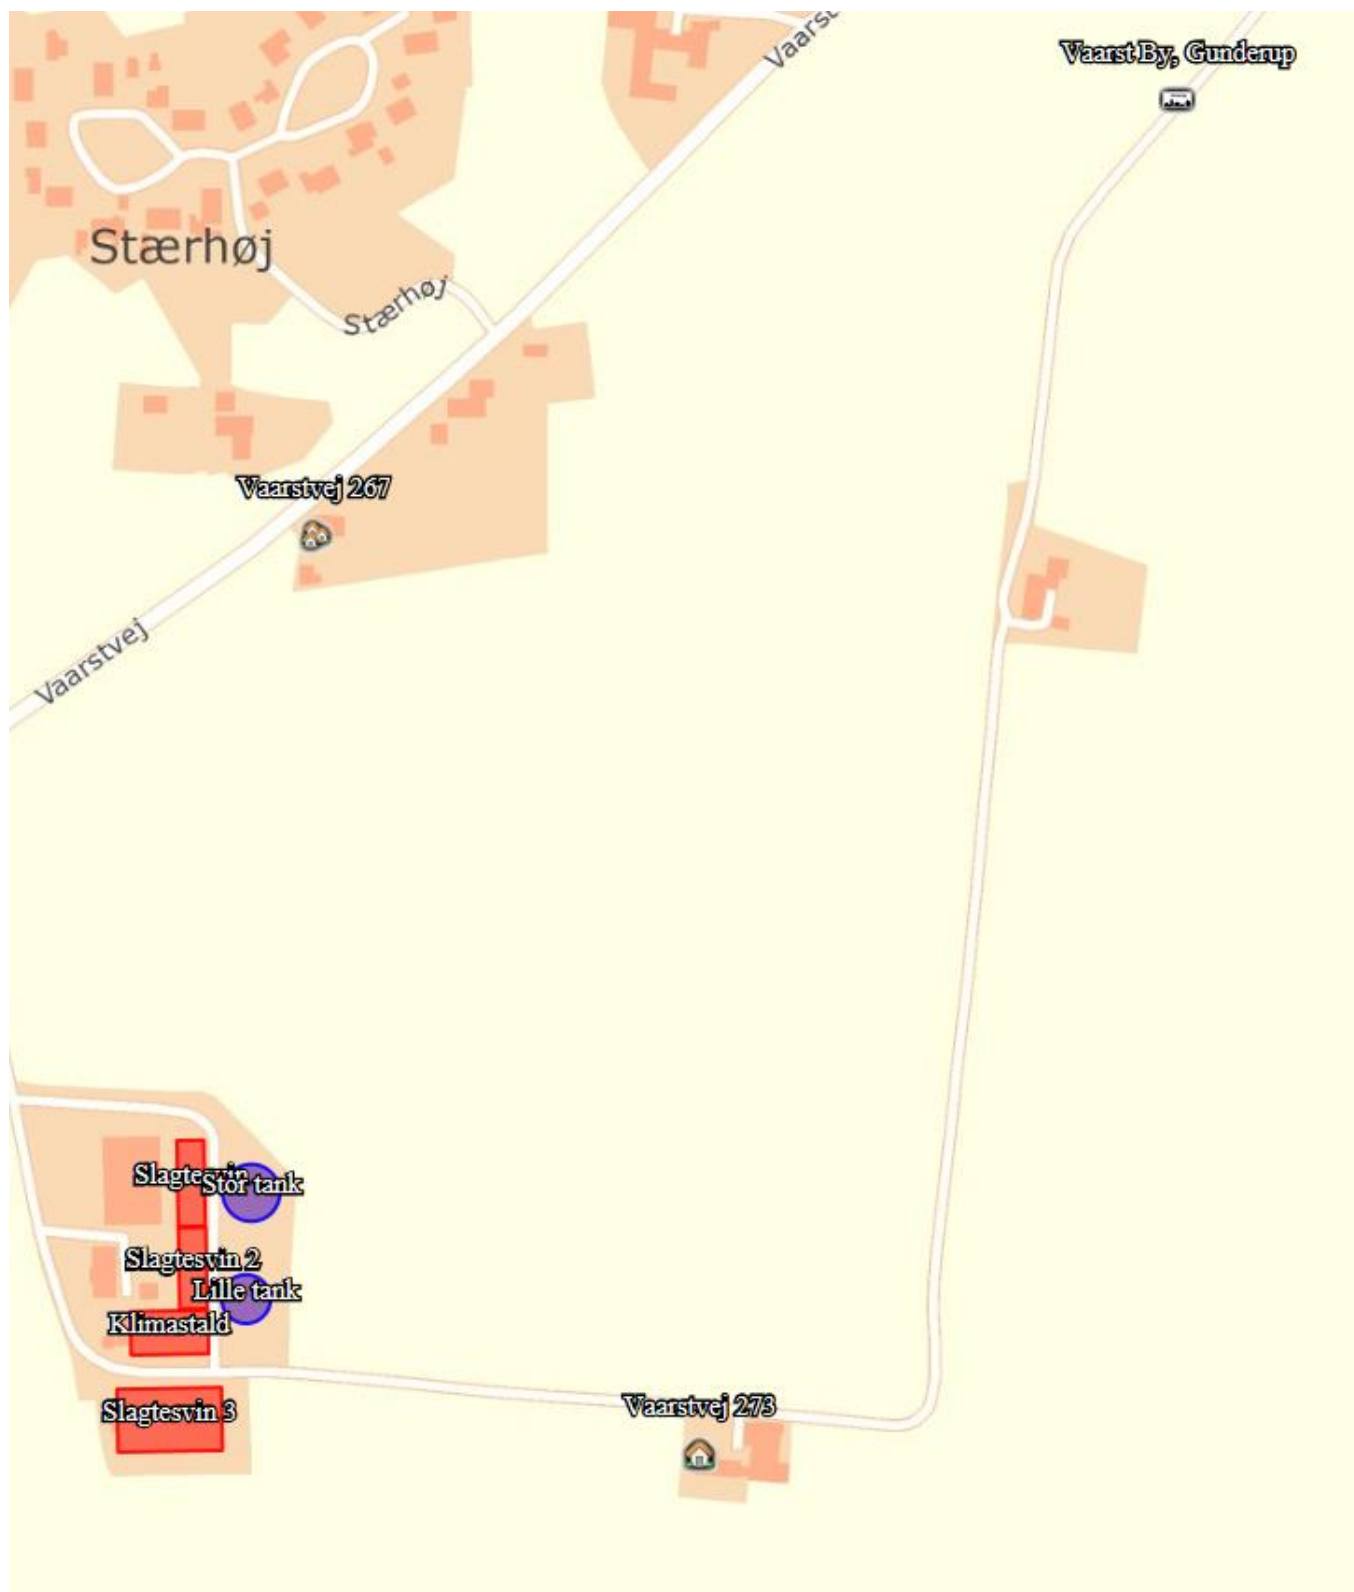 Vaarst
Vaarst By, Gunderup
Stærhøj
Stærhøj
Vaarstvej 267
Vaarstvej
Slagtesvin
Stor tank
Slagtesvin 2
Lille tank
Klimastald
Vaarstvej 273
Slagtesvin 3